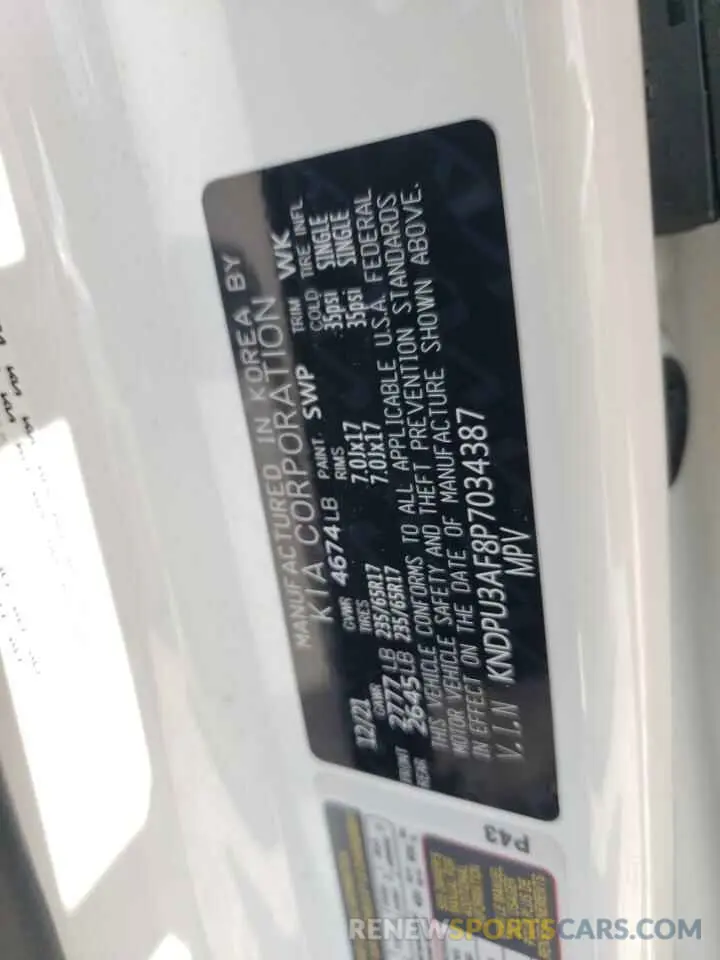 MANUFACTURED IN KOREA BY
KIA CORPORATION
12/21 GVWR 4674LB PAINT. SWP TRIM WK
GAWR TIRES RIMS COLD TIRE INFL
FRONT 2777LB 235/65R17 7.0Jx17 35psi SINGLE
REAR 2645LB 235/65R17 7.0Jx17 35psi SINGLE
THIS VEHICLE CONFORMS TO ALL APPLICABLE U.S.A. FEDERAL
MOTOR VEHICLE SAFETY AND THEFT PREVENTION STANDARDS
IN EFFECT ON THE DATE OF MANUFACTURE SHOWN ABOVE.
V.I.N KNDPU3AF8P7034387
MPV
P43
RENEWSPORTSCARS.COM